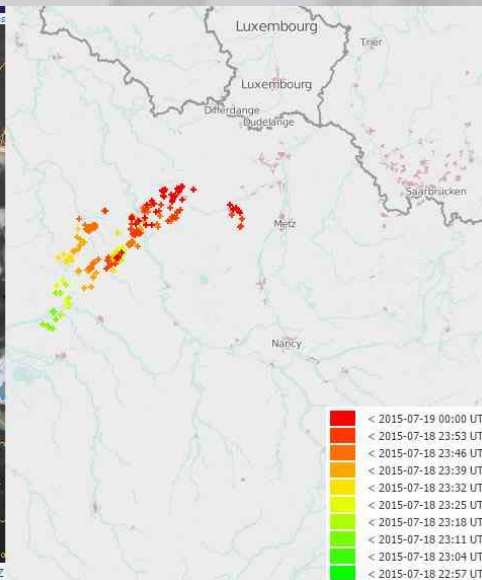 Luxembourg
Trier
Luxembourg
Differdange
Dudelange
Saarbrücken
Metz
Nancy
< 2015-07-19 00:00 UT
< 2015-07-18 23:53 UT
< 2015-07-18 23:46 UT
< 2015-07-18 23:39 UT
< 2015-07-18 23:32 UT
< 2015-07-18 23:25 UT
< 2015-07-18 23:18 UT
< 2015-07-18 23:11 UT
< 2015-07-18 23:04 UT
< 2015-07-18 22:57 UT